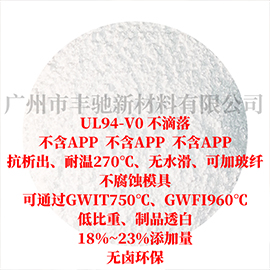 广州市丰驰新材料有限公司
UL94-V0 不滴落
不含APP 不含APP 不含APP
抗析出、耐温270℃、无水滑、可加玻纤
不腐蚀模具
可通过GWIT750℃、GWFI960℃
低比重、制品透白
18%~23%添加量
无卤环保